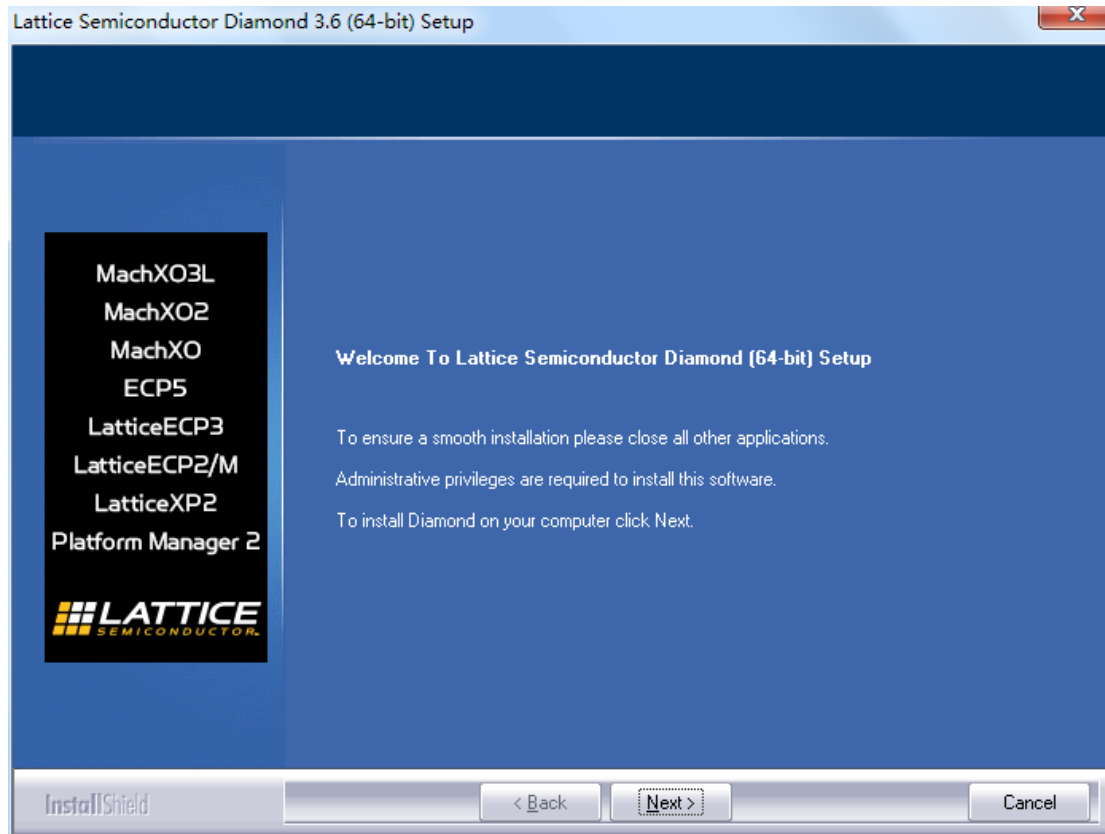 Lattice Semiconductor Diamond 3.6 (64-bit) Setup
x
MachXO3L
MachXO2
MachXO
ECP5
LatticeECP3
LatticeECP2/M
LatticeXP2
Platform Manager 2
LATTICE
SEMICONDUCTOR.
Welcome To Lattice Semiconductor Diamond (64-bit) Setup
To ensure a smooth installation please close all other applications.
Administrative privileges are required to install this software.
To install Diamond on your computer click Next.
InstallShield
< Back
Next >
Cancel